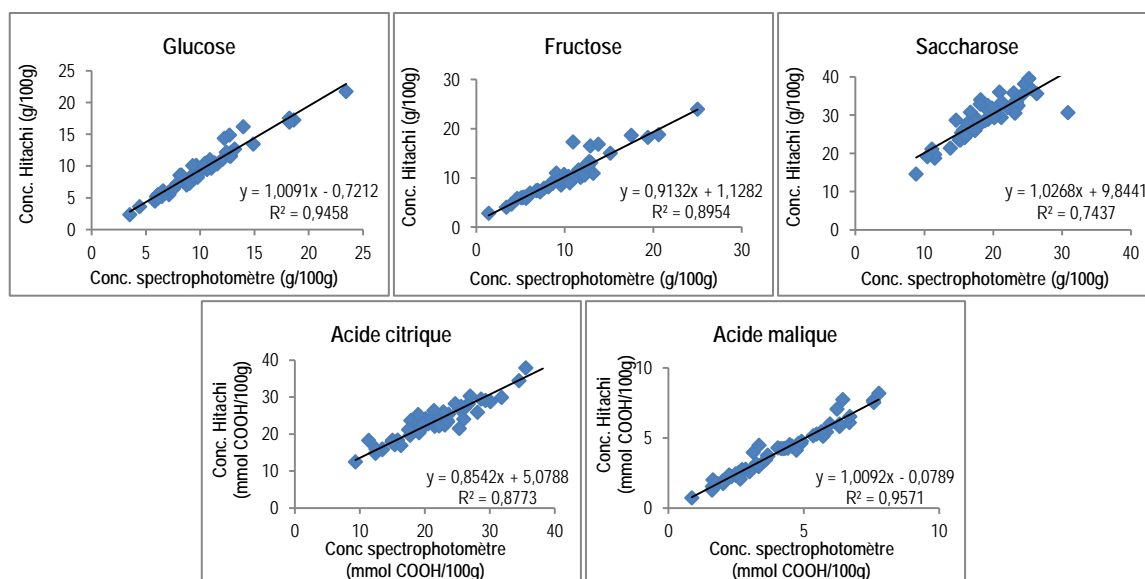 Glucose
Conc. Hitachi (g/100g)
25
20
15
10
5
0
y = 1,0091x - 0,7212
R² = 0,9458
0 5 10 15 20 25
Conc. spectrophotomètre (g/100g)
Fructose
Conc. Hitachi (g/100g)
30
20
10
0
y = 0,9132x + 1,1282
R² = 0,8954
0 10 20 30
Conc. spectrophotomètre (g/100g)
Saccharose
Conc. Hitachi (g/100g)
40
30
20
10
0
y = 1,0268x + 9,8441
R² = 0,7437
0 10 20 30 40
Conc. spectrophotomètre (g/100g)
Acide citrique
Conc. Hitachi
(mmol COOH/100g)
40
30
20
10
0
y = 0,8542x + 5,0788
R² = 0,8773
0 10 20 30 40
Conc spectrophotomètre
(mmol COOH/100g)
Acide malique
Conc. Hitachi
(mmol COOH/100g)
10
5
0
y = 1,0092x - 0,0789
R² = 0,9571
0 5 10
Conc. spectrophotomètre
(mmol COOH/100g)